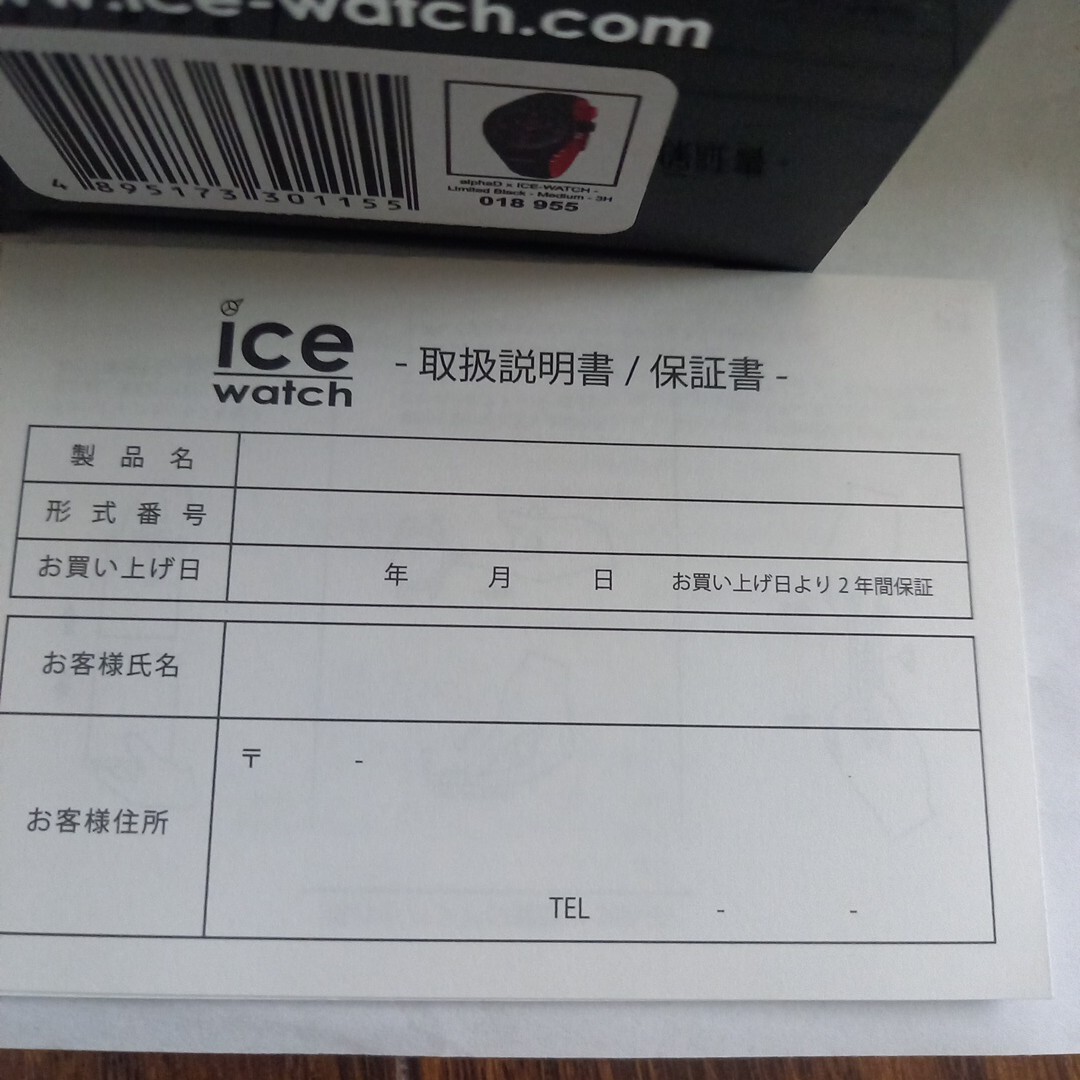 ww.ice-watch.com
4 895173 301155
alphaD × ICE-WATCH -
Limited Black - Medium - 3H
018 955
ice
watch
- 取扱説明書 / 保証書 -
製品名
形式番号
お買い上げ日 年 月 日 お買い上げ日より2年間保証
お客様氏名
〒 -
お客様住所
TEL - -